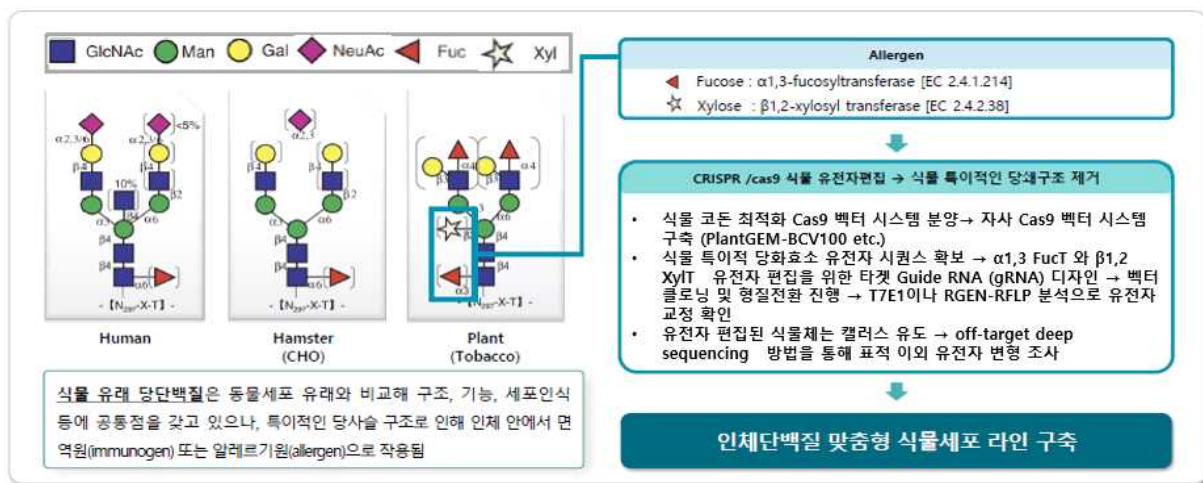 GlcNAc Man Gal NeuAc Fuc Xyl
α2,3/6 α2,3/6 <5%
β4 β4
10%
β2
β4
α3 α6
β4
β4
α6
-【N297-X-T】-
Human
α2,3
β4 β4
β2
α3 α6
β4
β4
α6
-【N297-X-T】-
Hamster
(CHO)
α4 α4
β3 β3
α3 α6
β2 β4
β4
α3
-【N297-X-T】-
Plant
(Tobacco)
식물 유래 당단백질은 동물세포 유래와 비교해 구조, 기능, 세포인식
등에 공통점을 갖고 있으나, 특이적인 당사슬 구조로 인해 인체 안에서 면
역원(immunogen) 또는 알레르기원(allergen)으로 작용됨
Allergen
Fucose : α1,3-fucosyltransferase [EC 2.4.1.214]
Xylose : β1,2-xylosyl transferase [EC 2.4.2.38]
CRISPR /cas9 식물 유전자편집 → 식물 특이적인 당쇄구조 제거
• 식물 코돈 최적화 Cas9 벡터 시스템 분양→ 자사 Cas9 벡터 시스템
구축 (PlantGEM-BCV100 etc.)
• 식물 특이적 당화효소 유전자 시퀀스 확보 → α1,3 FucT 와 β1,2
XylT 유전자 편집을 위한 타겟 Guide RNA (gRNA) 디자인 → 벡터
클로닝 및 형질전환 진행 → T7E1이나 RGEN-RFLP 분석으로 유전자
교정 확인
• 유전자 편집된 식물체는 캘러스 유도 → off-target deep
sequencing 방법을 통해 표적 이외 유전자 변형 조사
인체단백질 맞춤형 식물세포 라인 구축